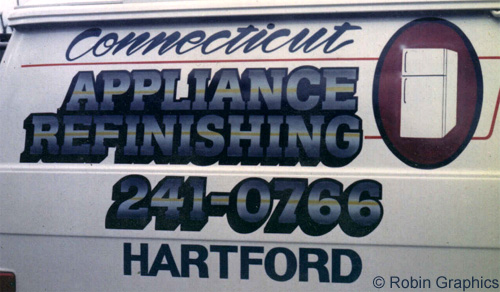 Connecticut
APPLIANCE
REFINISHING
241-0766
HARTFORD
© Robin Graphics